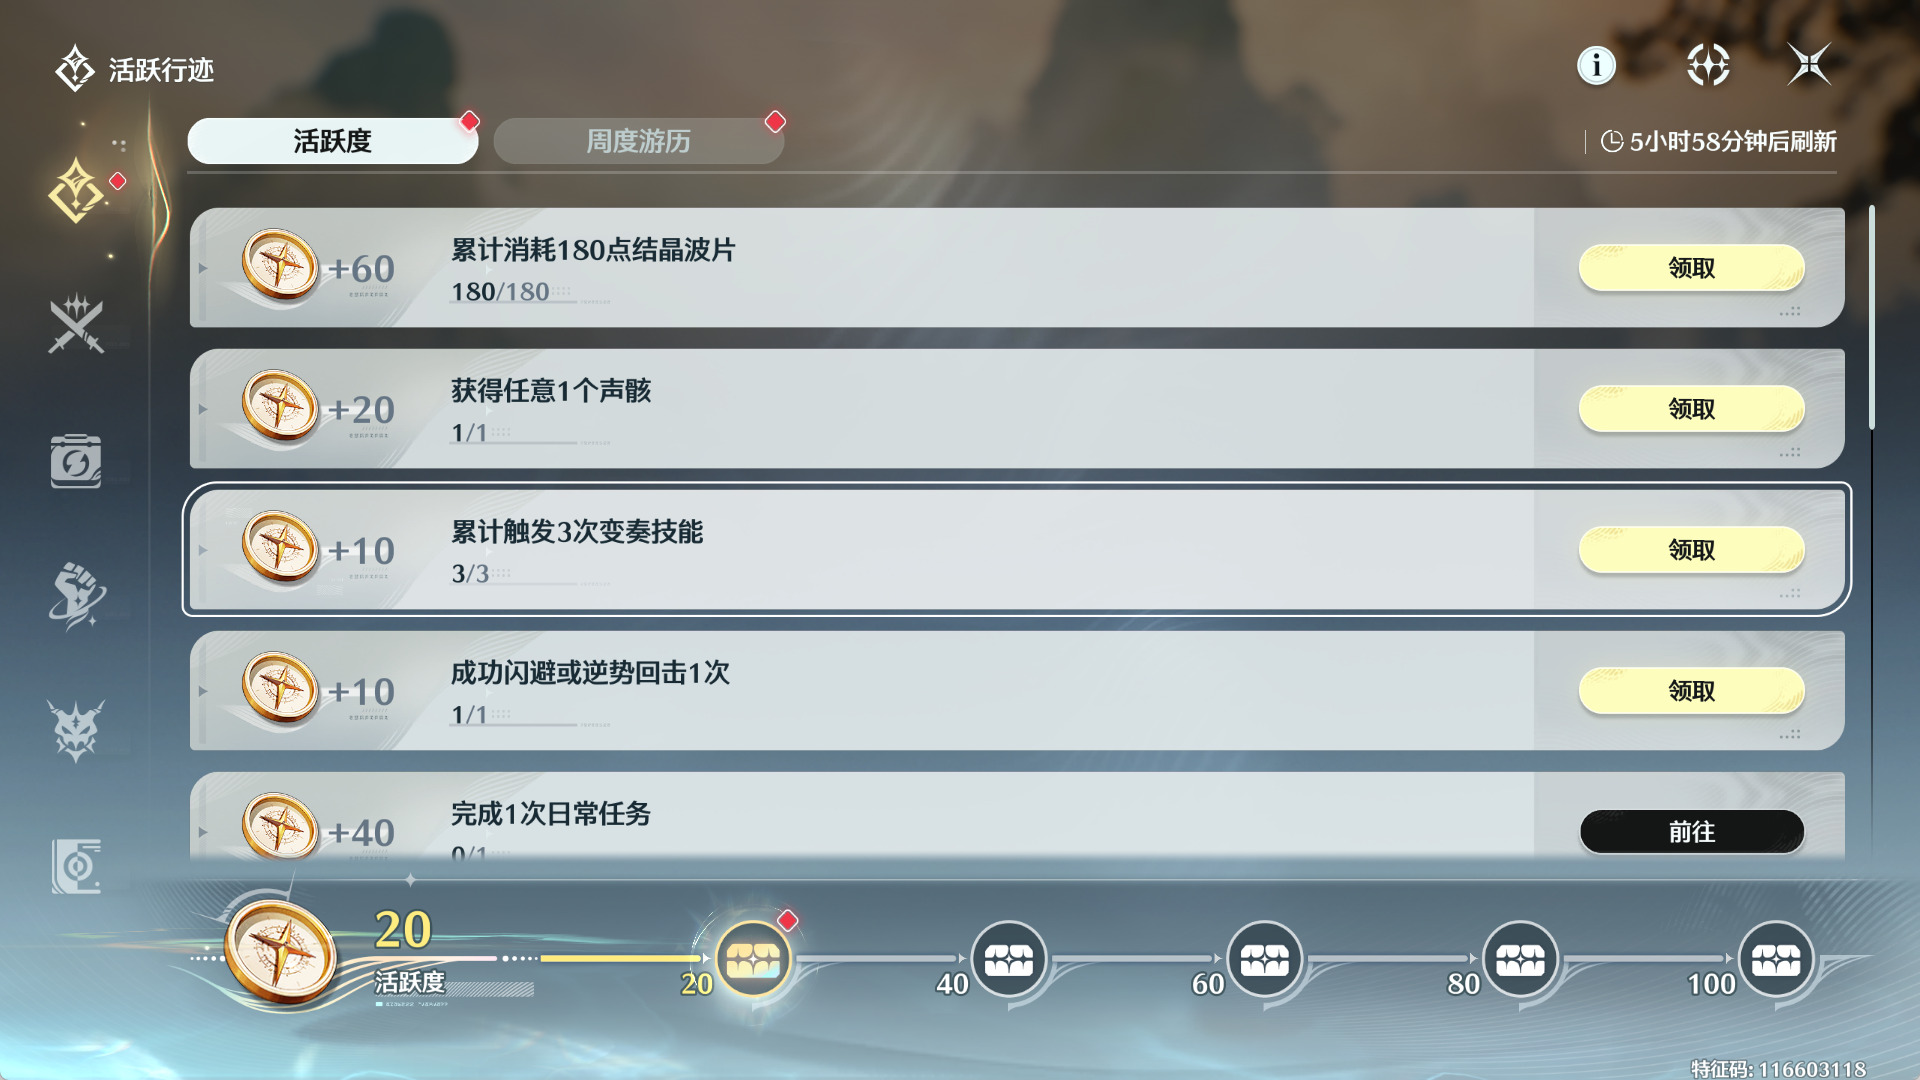 活跃行迹
活跃度
周度游历
5小时58分钟后刷新
+60
累计消耗180点结晶波片
180/180
领取
+20
获得任意1个声骸
1/1
领取
+10
累计触发3次变奏技能
3/3
领取
+10
成功闪避或逆势回击1次
1/1
领取
+40
完成1次日常任务
0/1
前往
20
活跃度
20
40
60
80
100
特征码: 116603118